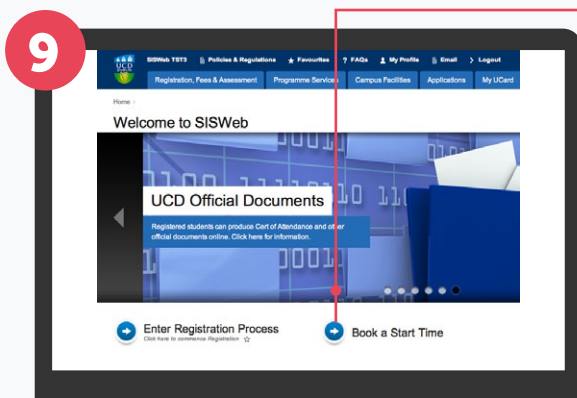 9
UCD
SISWeb TST3 Policies & Regulations Favourites ? FAQs My Profile Email Logout
Registration, Fees & Assessment Programme Services Campus Facilities Applications My UCard
Home
Welcome to SISWeb
UCD Official Documents
Registered students can produce Cert of Attendance and other
official documents online. Click here for information.
Enter Registration Process
Click here to commence Registration
Book a Start Time